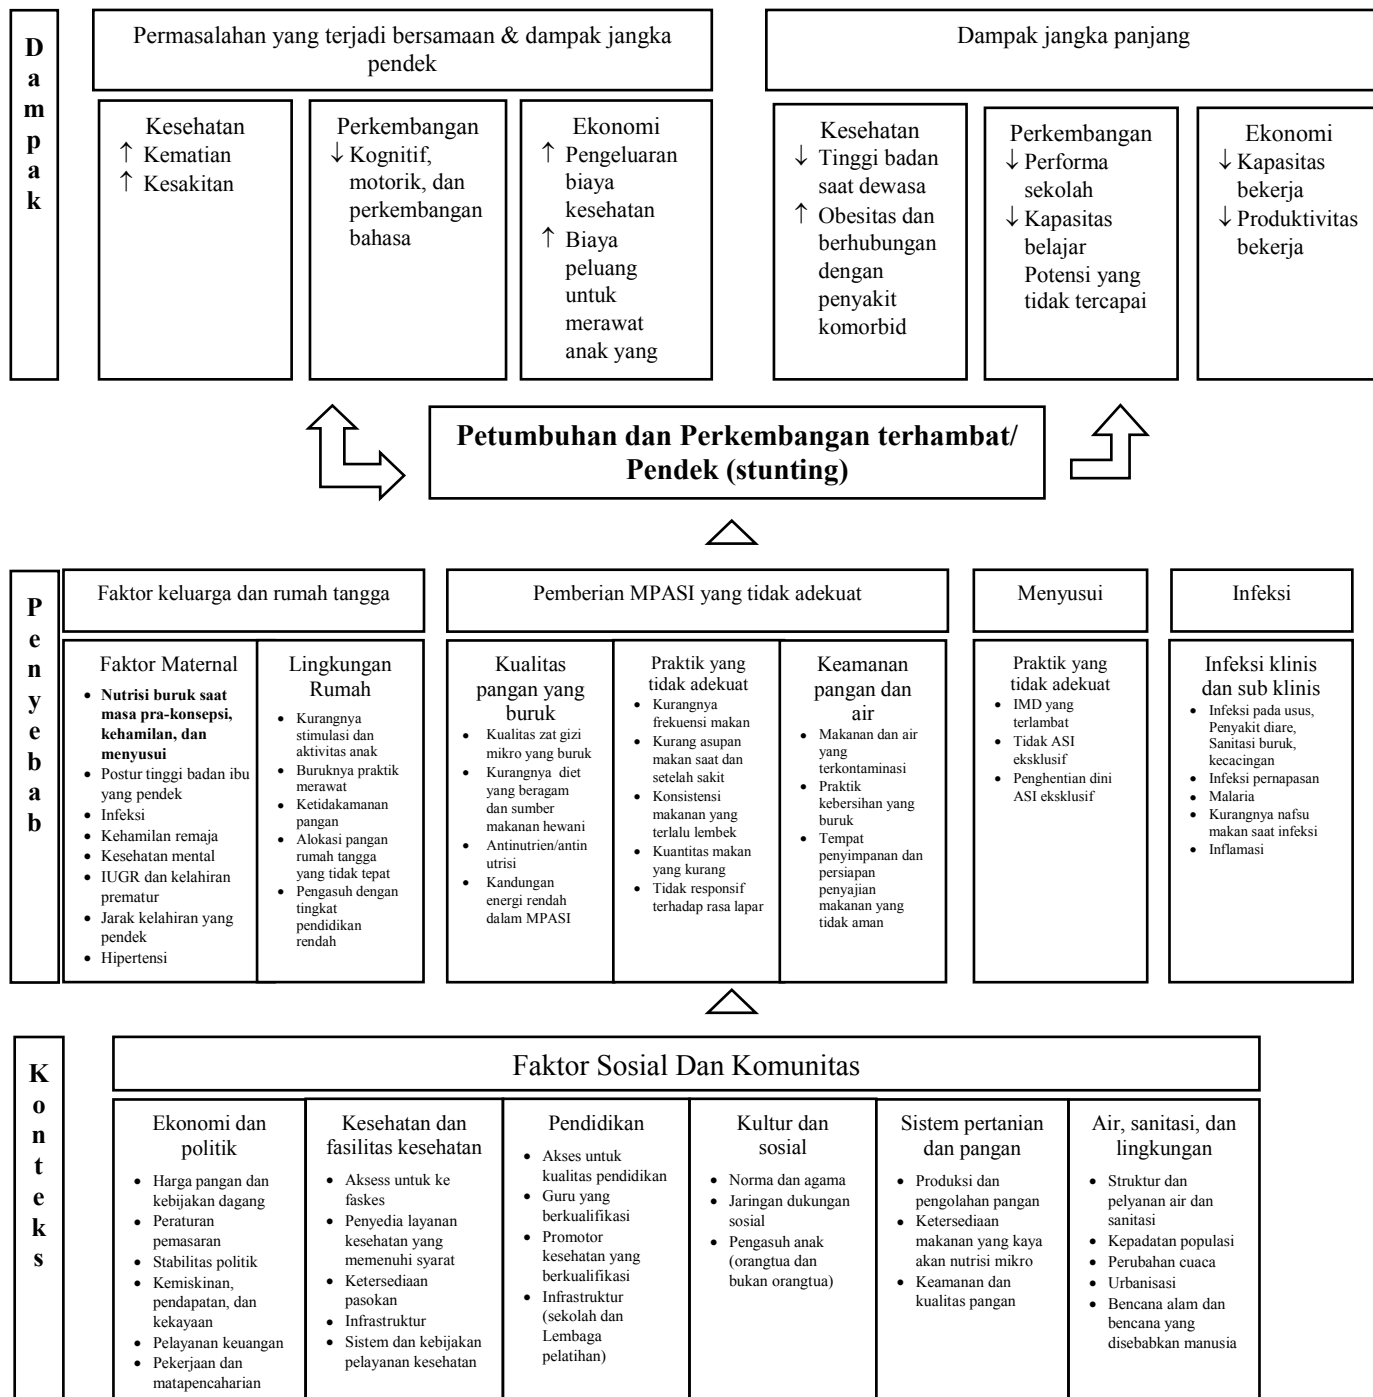 Dampak
Permasalahan yang terjadi bersamaan & dampak jangka
pendek
Dampak jangka panjang
Kesehatan
↑ Kematian
↑ Kesakitan
Perkembangan
↓ Kognitif,
motorik, dan
perkembangan
bahasa
Ekonomi
↑ Pengeluaran
biaya
kesehatan
↑ Biaya
peluang
untuk
merawat
anak yang
Kesehatan
↓ Tinggi badan
saat dewasa
↑ Obesitas dan
berhubungan
dengan
penyakit
komorbid
Perkembangan
↓ Performa
sekolah
↓ Kapasitas
belajar
Potensi yang
tidak tercapai
Ekonomi
↓ Kapasitas
bekerja
↓ Produktivitas
bekerja
Petumbuhan dan Perkembangan terhambat/
Pendek (stunting)
Penyebab
Faktor keluarga dan rumah tangga
Pemberian MPASI yang tidak adekuat
Menyusui
Infeksi
Faktor Maternal
• Nutrisi buruk saat
masa pra-konsepsi,
kehamilan, dan
menyusui
• Postur tinggi badan ibu
yang pendek
• Infeksi
• Kehamilan remaja
• Kesehatan mental
• IUGR dan kelahiran
prematur
• Jarak kelahiran yang
pendek
• Hipertensi
Lingkungan
Rumah
• Kurangnya
stimulasi dan
aktivitas anak
• Buruknya praktik
merawat
• Ketidakamanan
pangan
• Alokasi pangan
rumah tangga
yang tidak tepat
• Pengasuh dengan
tingkat
pendidikan
rendah
Kualitas
pangan yang
buruk
• Kualitas zat gizi
mikro yang buruk
• Kurangnya diet
yang beragam
dan sumber
makanan hewani
• Antinutrien/antin
utrisi
• Kandungan
energi rendah
dalam MPASI
Praktik yang
tidak adekuat
• Kurangnya
frekuensi makan
• Kurang asupan
makan saat dan
setelah sakit
• Konsistensi
makanan yang
terlalu lembek
• Kuantitas makan
yang kurang
• Tidak responsif
terhadap rasa lapar
Keamanan
pangan dan
air
• Makanan dan air
yang
terkontaminasi
• Praktik
kebersihan yang
buruk
• Tempat
penyimpanan dan
persiapan
penyajian
makanan yang
tidak aman
Praktik yang
tidak adekuat
• IMD yang
terlambat
• Tidak ASI
eksklusif
• Penghentian dini
ASI eksklusif
Infeksi klinis
dan sub klinis
• Infeksi pada usus,
Penyakit diare,
Sanitasi buruk,
kecacingan
• Infeksi pernapasan
• Malaria
• Kurangnya nafsu
makan saat infeksi
• Inflamasi
Konteks
Faktor Sosial Dan Komunitas
Ekonomi dan
politik
• Harga pangan dan
kebijakan dagang
• Peraturan
pemasaran
• Stabilitas politik
• Kemiskinan,
pendapatan, dan
kekayaan
• Pelayanan keuangan
• Pekerjaan dan
matapencaharian
Kesehatan dan
fasilitas kesehatan
• Aksess untuk ke
faskes
• Penyedia layanan
kesehatan yang
memenuhi syarat
• Ketersediaan
pasokan
• Infrastruktur
• Sistem dan kebijakan
pelayanan kesehatan
Pendidikan
• Akses untuk
kualitas pendidikan
• Guru yang
berkualifikasi
• Promotor
kesehatan yang
berkualifikasi
• Infrastruktur
(sekolah dan
Lembaga
pelatihan)
Kultur dan
sosial
• Norma dan agama
• Jaringan dukungan
sosial
• Pengasuh anak
(orangtua dan
bukan orangtua)
Sistem pertanian
dan pangan
• Produksi dan
pengolahan pangan
• Ketersediaan
makanan yang kaya
akan nutrisi mikro
• Keamanan dan
kualitas pangan
Air, sanitasi, dan
lingkungan
• Struktur dan
pelyanan air dan
sanitasi
• Kepadatan populasi
• Perubahan cuaca
• Urbanisasi
• Bencana alam dan
bencana yang
disebabkan manusia